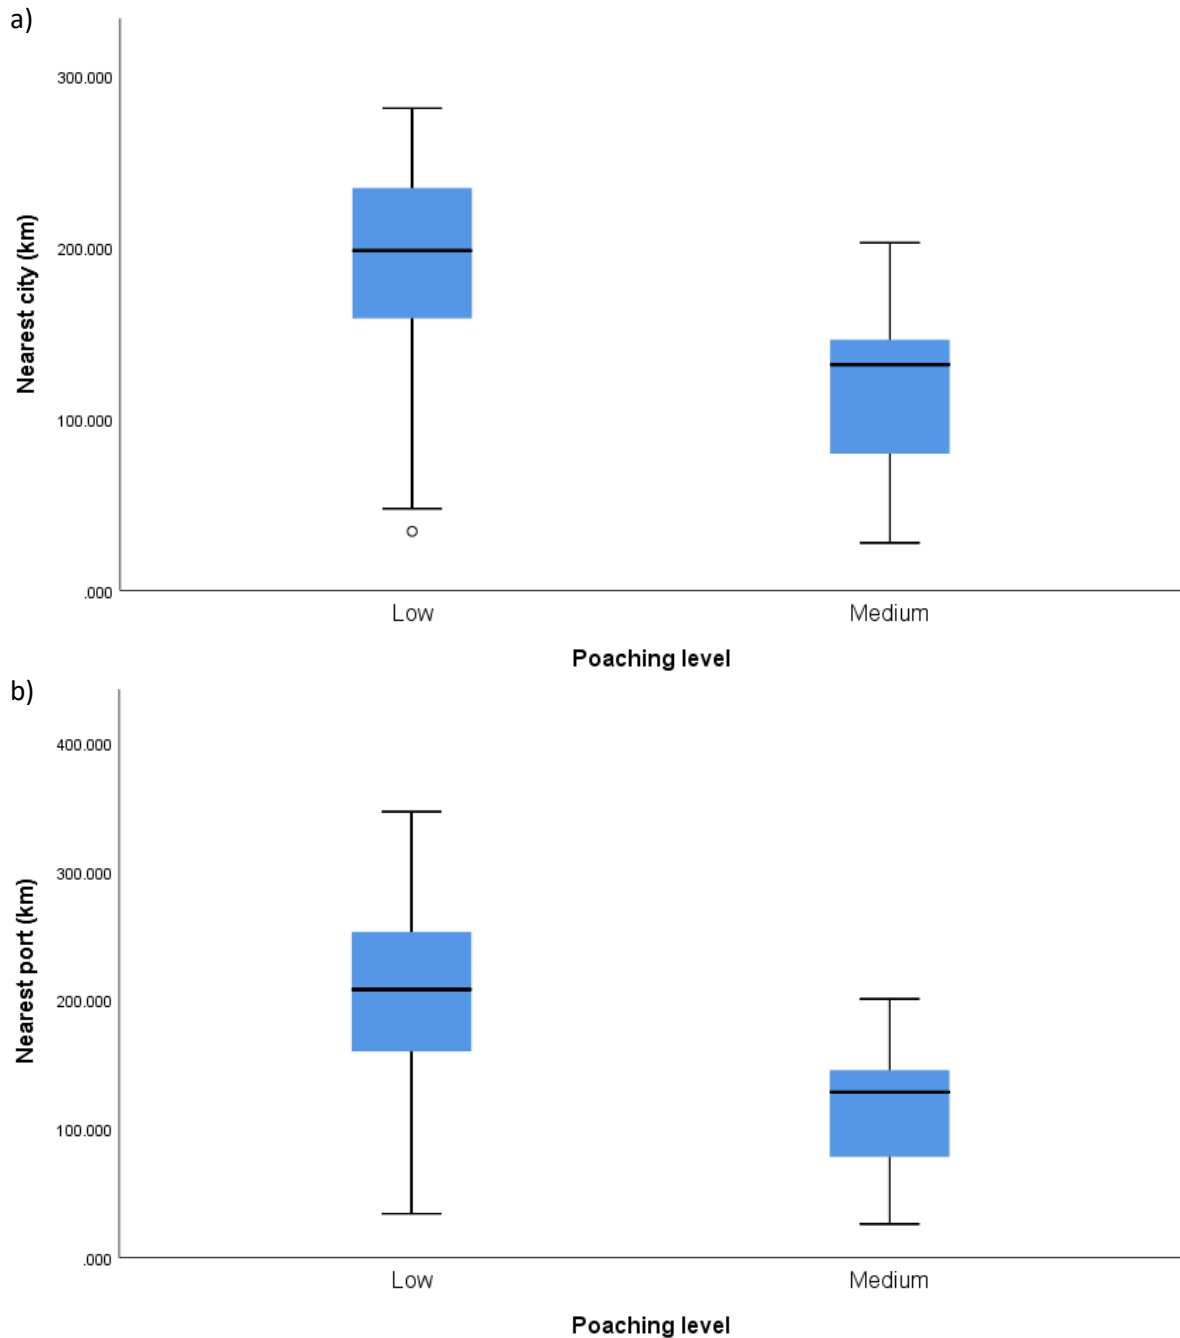 a)
Nearest city (km)
300.000
200.000
100.000
.000
Low
Medium
Poaching level
b)
Nearest port (km)
400.000
300.000
200.000
100.000
.000
Low
Medium
Poaching level